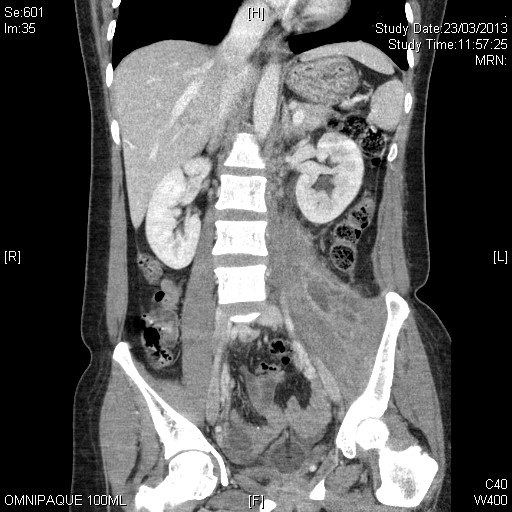 Se:601
Im:35
[H]
Study Date:23/03/2013
Study Time:11:57:25
MRN:
[R]
[L]
OMNIPAQUE 100ML
[F]
C40
W400